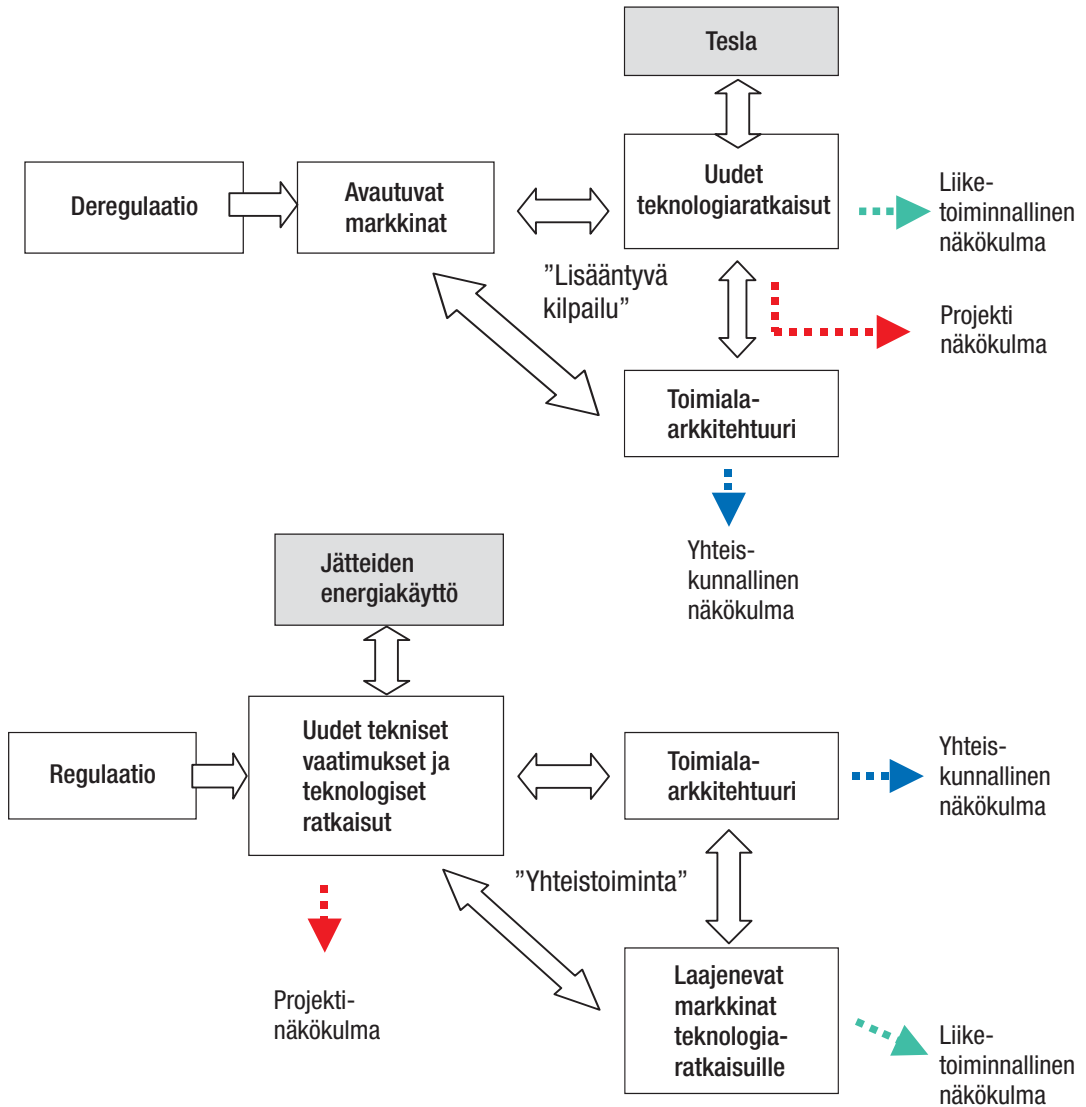 Tesla
Deregulaatio
Avautuvat
markkinat
Uudet
teknologiaratkaisut
Liike-
toiminnallinen
näkökulma
”Lisääntyvä
kilpailu”
Projekti
näkökulma
Toimiala-
arkkitehtuuri
Yhteis-
kunnallinen
näkökulma
Jätteiden
energiakäyttö
Regulaatio
Uudet tekniset
vaatimukset ja
teknologiset
ratkaisut
Toimiala-
arkkitehtuuri
Yhteis-
kunnallinen
näkökulma
”Yhteistoiminta”
Projekti-
näkökulma
Laajenevat
markkinat
teknologia-
ratkaisuille
Liike-
toiminnallinen
näkökulma